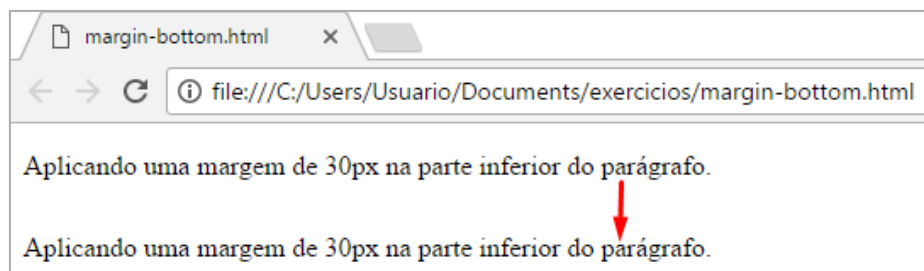 margin-bottom.html
file:///C:/Users/Usuario/Documents/exercicios/margin-bottom.html
Aplicando uma margem de 30px na parte inferior do parágrafo.
Aplicando uma margem de 30px na parte inferior do parágrafo.